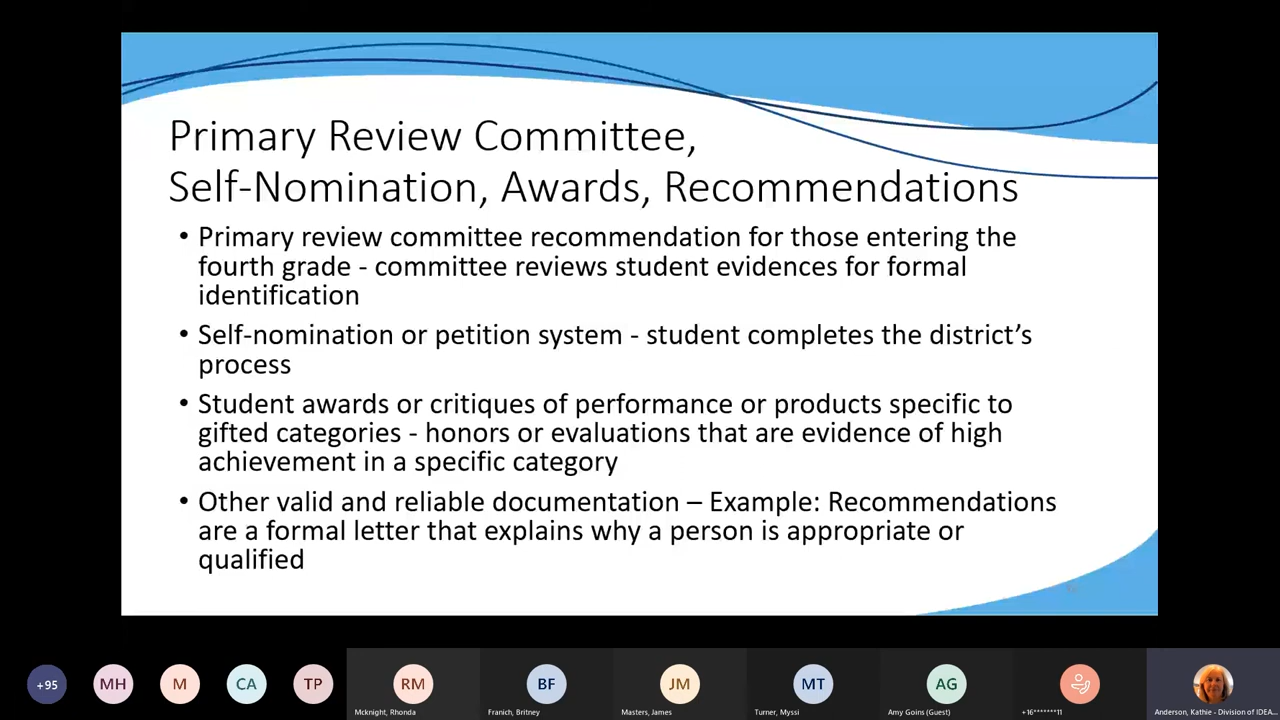 Primary Review Committee,
Self-Nomination, Awards, Recommendations
• Primary review committee recommendation for those entering the
fourth grade - committee reviews student evidences for formal
identification
• Self-nomination or petition system - student completes the district’s
process
• Student awards or critiques of performance or products specific to
gifted categories - honors or evaluations that are evidence of high
achievement in a specific category
• Other valid and reliable documentation – Example: Recommendations
are a formal letter that explains why a person is appropriate or
qualified
+95 MH M CA TP RM BF JM MT AG
Mcknight, Rhonda Franich, Britney Masters, James Turner, Myssi Amy Goins (Guest) +16*******11 Anderson, Kathie - Division of IDEA...